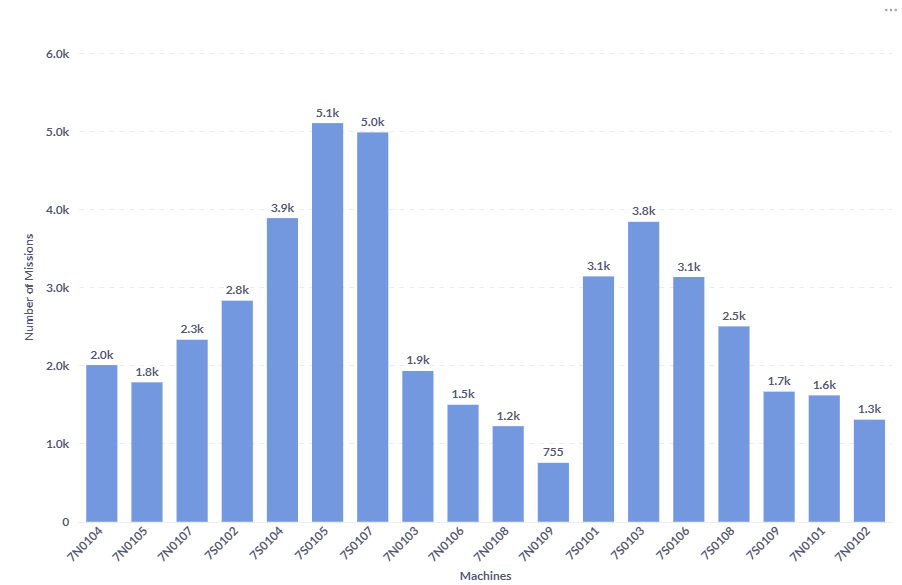 ...
6.0k
5.0k
4.0k
3.0k
2.0k
1.0k
0
Number of Missions
2.0k
1.8k
2.3k
2.8k
3.9k
5.1k
5.0k
1.9k
1.5k
1.2k
755
3.1k
3.8k
3.1k
2.5k
1.7k
1.6k
1.3k
7N0104
7N0105
7N0107
7S0102
7S0104
7S0105
7S0107
7N0103
7N0106
7N0108
7N0109
7S0101
7S0103
7S0106
7S0108
7S0109
7N0101
7N0102
Machines